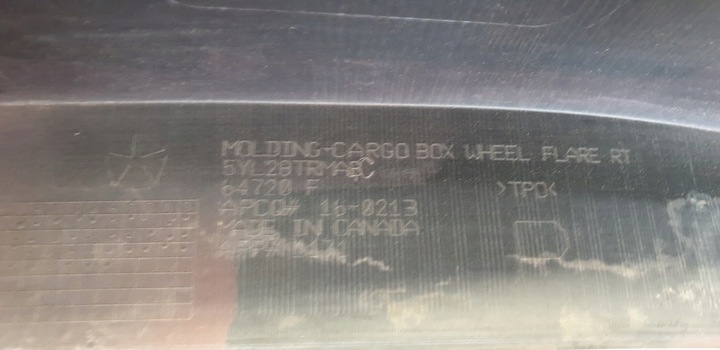 MOLDING-CARGO BOX WHEEL FLARE RT
5YL28TRMABC
64720 F
>TPO<
APCO# 16-0213
MADE IN CANADA